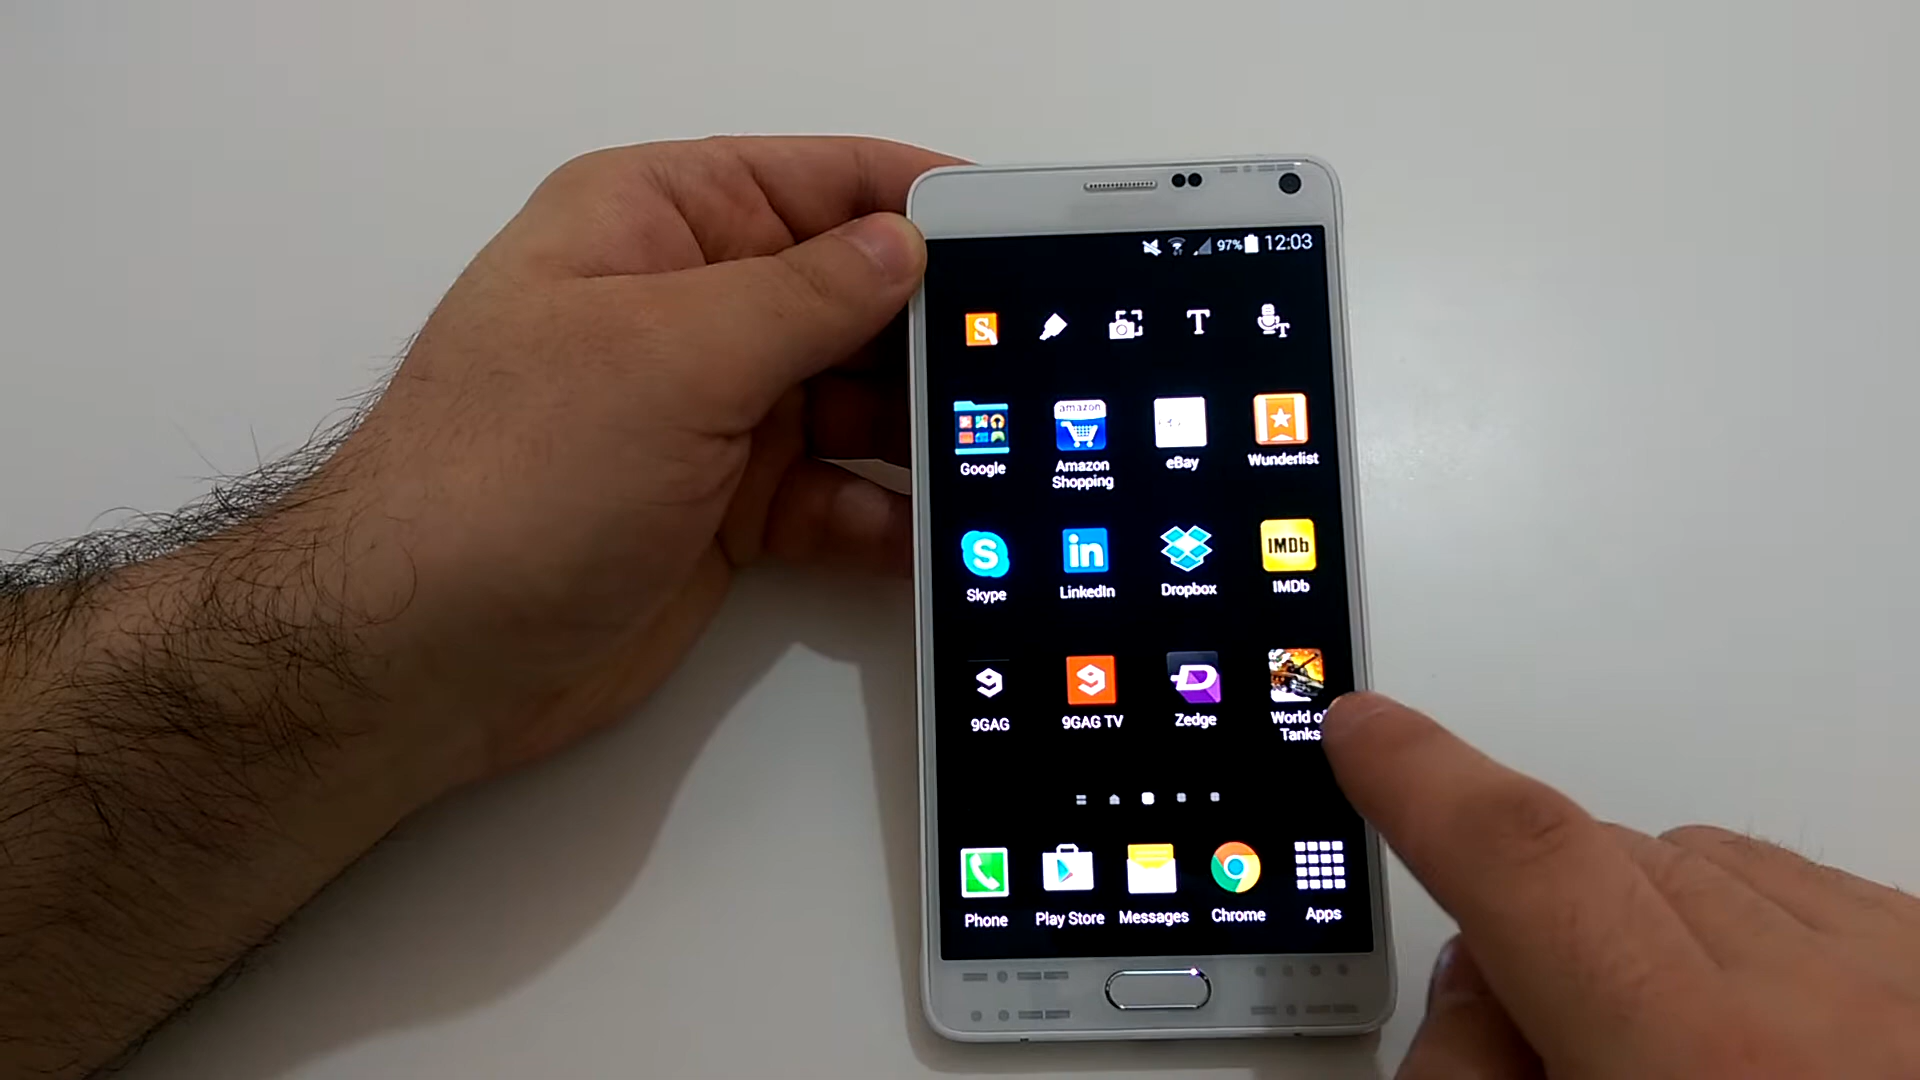 97% 12:03
S T T
Google amazon Amazon Shopping eBay Wunderlist
S Skype in LinkedIn Dropbox IMDb IMDb
9GAG 9GAG TV Zedge World of Tanks
Phone Play Store Messages Chrome Apps